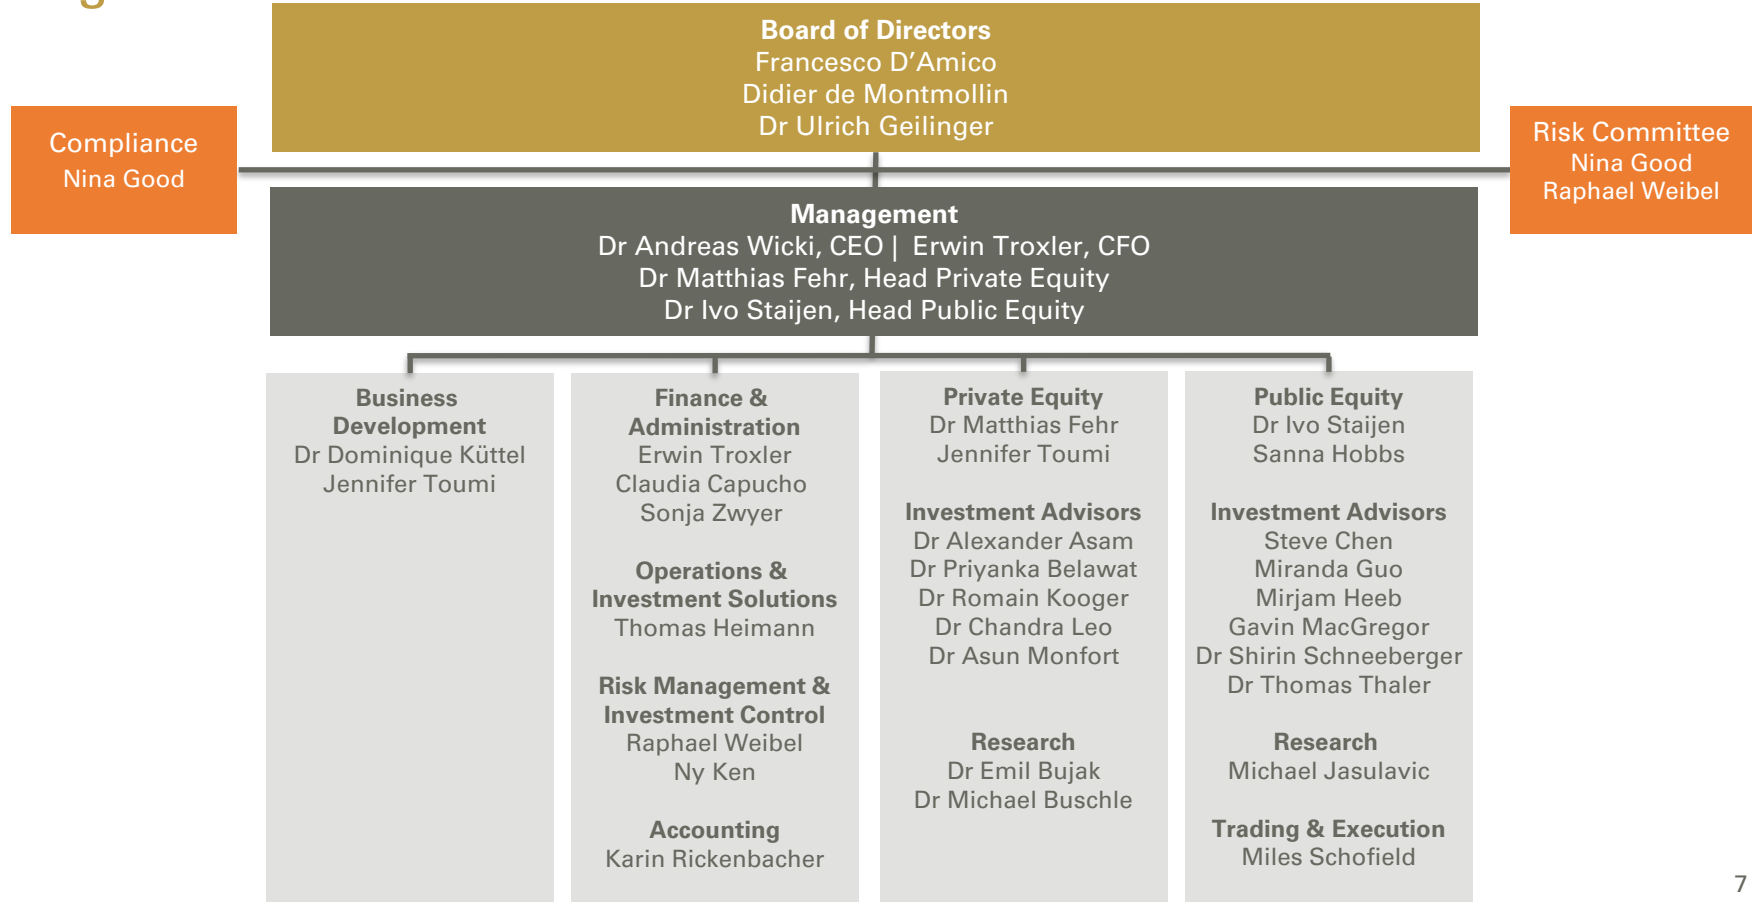 Board of Directors
Francesco D’Amico
Didier de Montmollin
Dr Ulrich Geilinger
Compliance
Nina Good
Risk Committee
Nina Good
Raphael Weibel
Management
Dr Andreas Wicki, CEO | Erwin Troxler, CFO
Dr Matthias Fehr, Head Private Equity
Dr Ivo Staijen, Head Public Equity
Business
Development
Dr Dominique Küttel
Jennifer Toumi
Finance &
Administration
Erwin Troxler
Claudia Capucho
Sonja Zwyer
Operations &
Investment Solutions
Thomas Heimann
Risk Management &
Investment Control
Raphael Weibel
Ny Ken
Accounting
Karin Rickenbacher
Private Equity
Dr Matthias Fehr
Jennifer Toumi
Investment Advisors
Dr Alexander Asam
Dr Priyanka Belawat
Dr Romain Kooger
Dr Chandra Leo
Dr Asun Monfort
Research
Dr Emil Bujak
Dr Michael Buschle
Public Equity
Dr Ivo Staijen
Sanna Hobbs
Investment Advisors
Steve Chen
Miranda Guo
Mirjam Heeb
Gavin MacGregor
Dr Shirin Schneeberger
Dr Thomas Thaler
Research
Michael Jasulavic
Trading & Execution
Miles Schofield
7